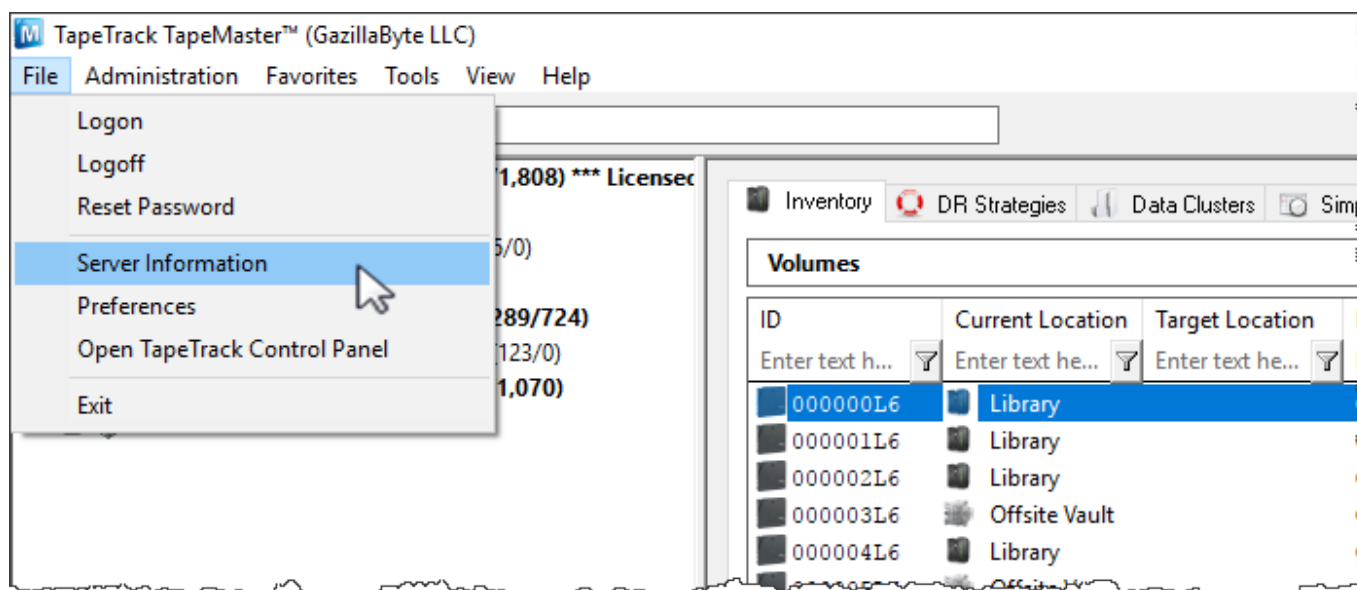 TapeTrack TapeMaster™ (GazillaByte LLC)
File Administration Favorites Tools View Help
Logon
Logoff
Reset Password
Server Information
Preferences
Open TapeTrack Control Panel
Exit
1,808) *** Licensed
5/0)
289/724)
123/0)
1,070)
Inventory DR Strategies Data Clusters
Volumes
ID Current Location Target Location
Enter text h... Enter text he... Enter text he...
000000L6 Library
000001L6 Library
000002L6 Library
000003L6 Offsite Vault
000004L6 Library